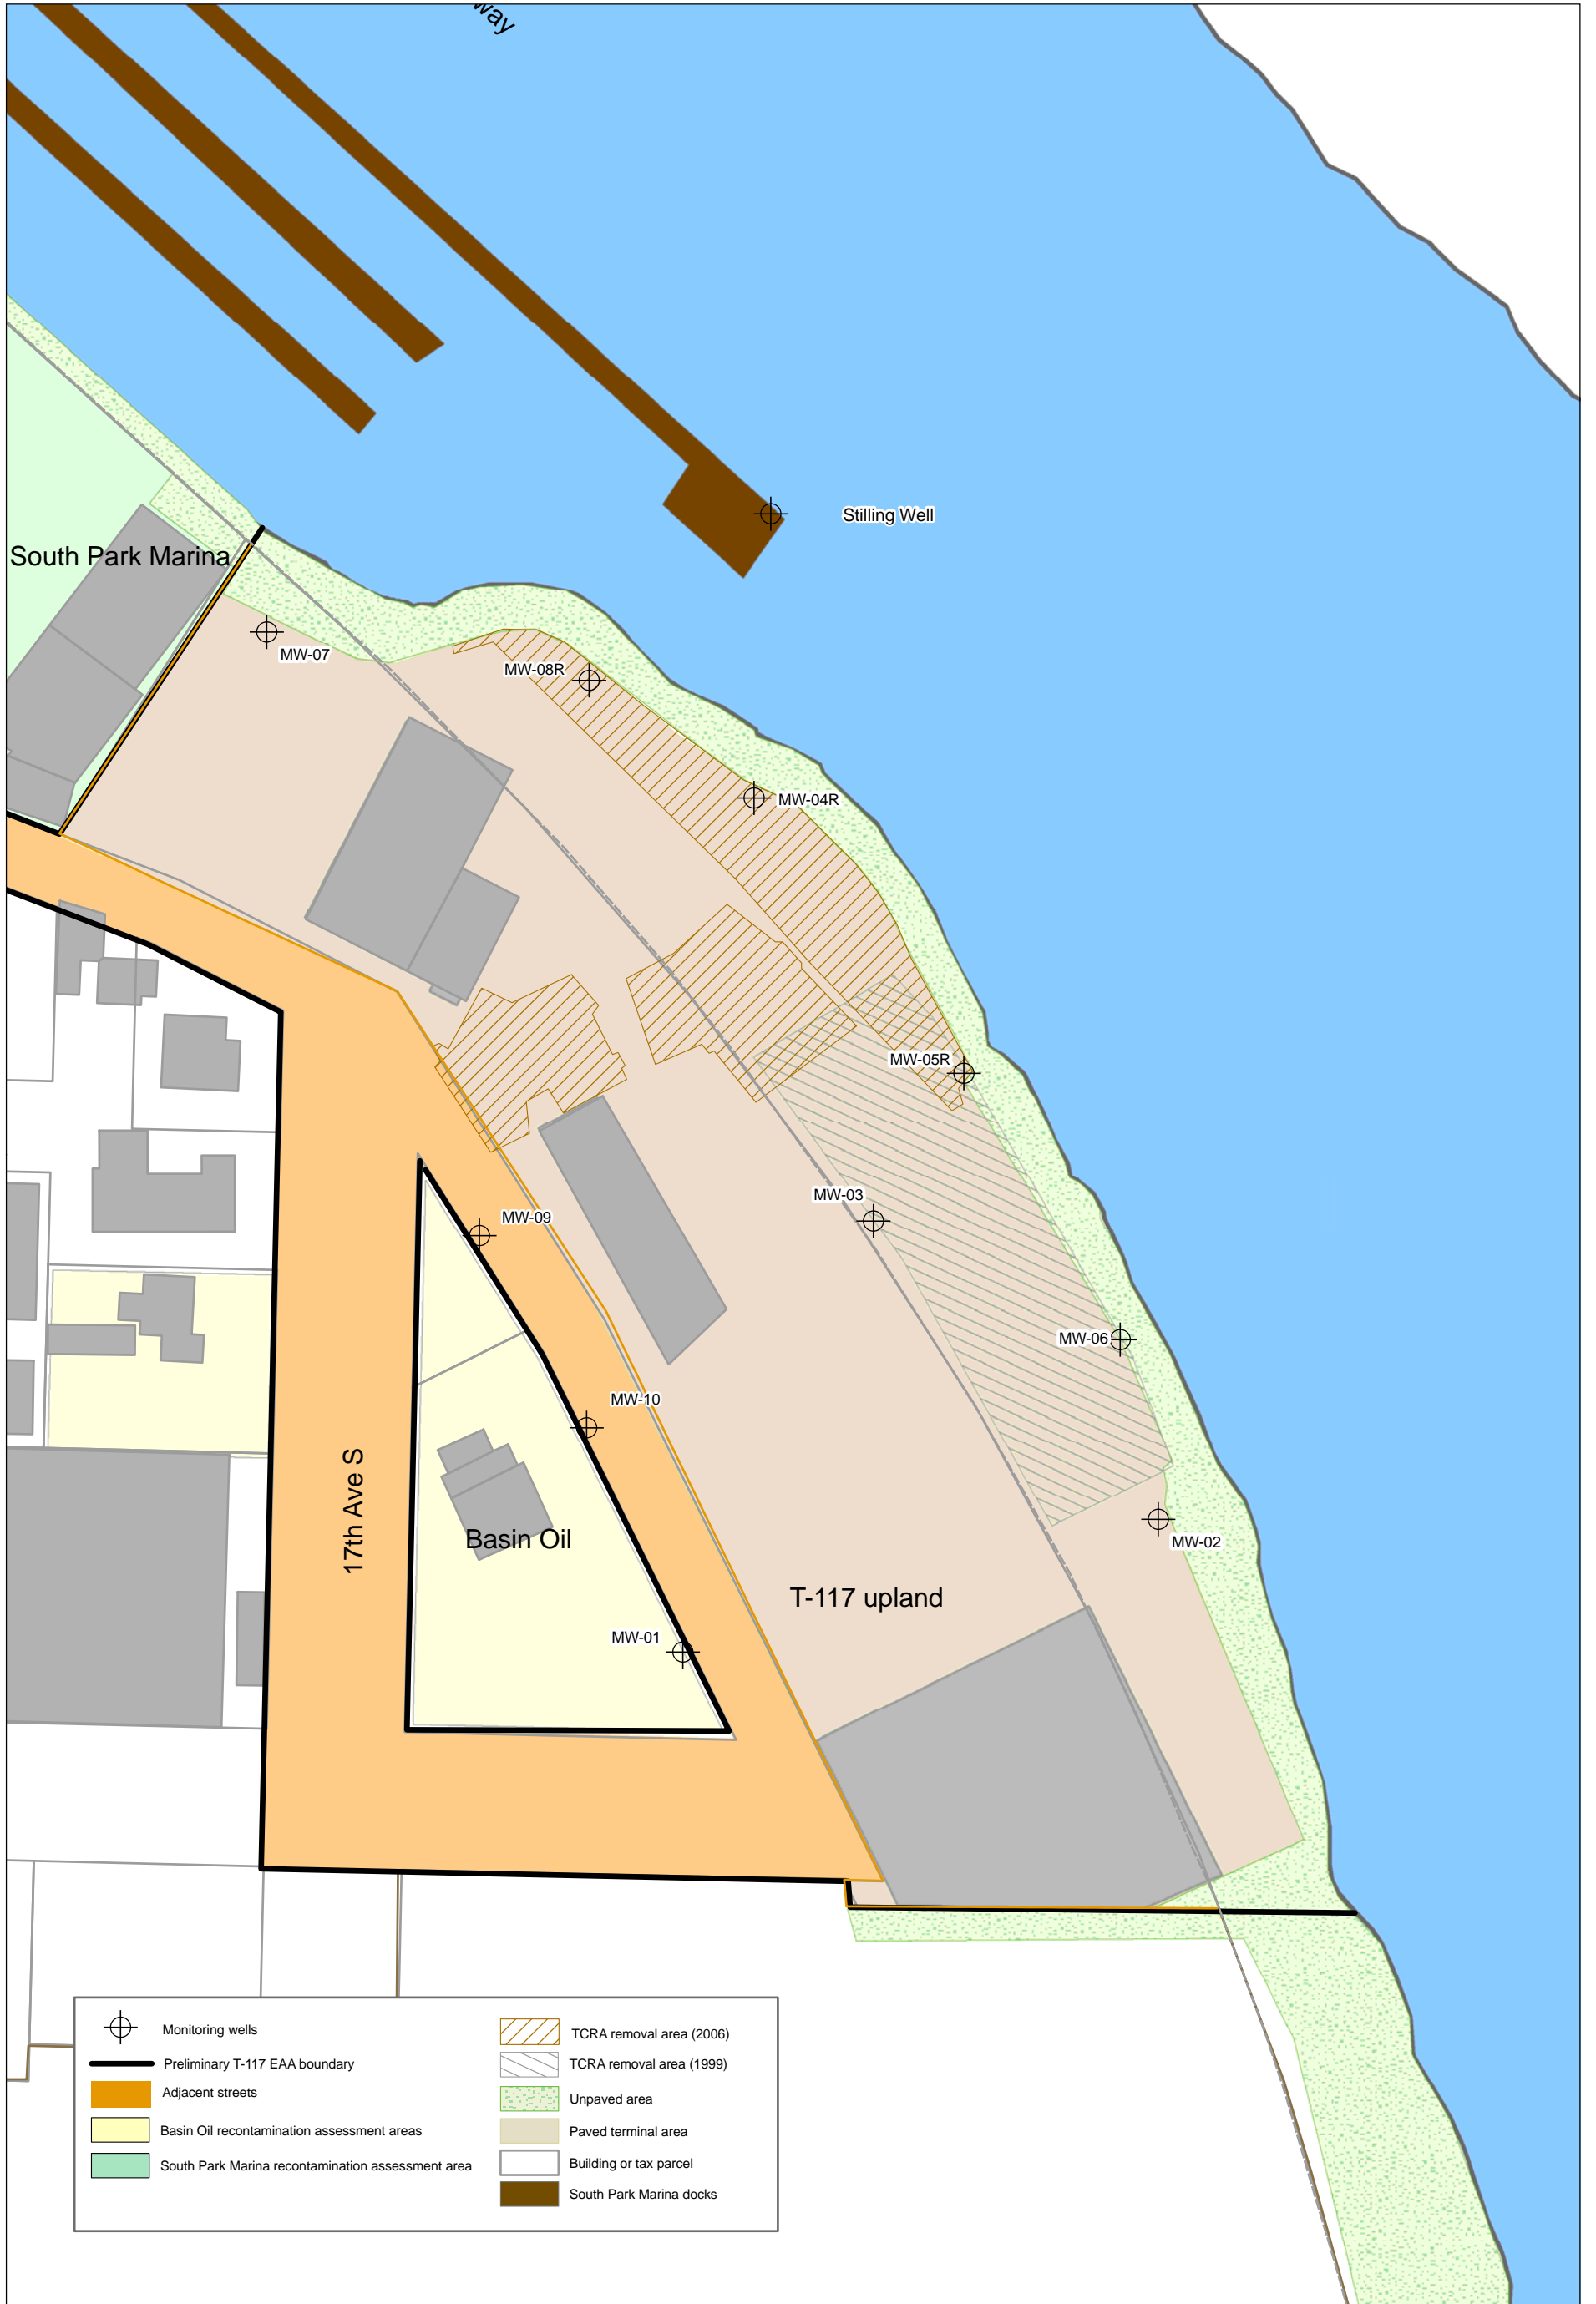 Stilling Well
South Park Marina
MW-07
MW-08R
MW-04R
MW-05R
MW-03
MW-09
MW-06
MW-10
17th Ave S
Basin Oil
MW-02
T-117 upland
MW-01
Monitoring wells
Preliminary T-117 EAA boundary
Adjacent streets
Basin Oil recontamination assessment areas
South Park Marina recontamination assessment area
TCRA removal area (2006)
TCRA removal area (1999)
Unpaved area
Paved terminal area
Building or tax parcel
South Park Marina docks